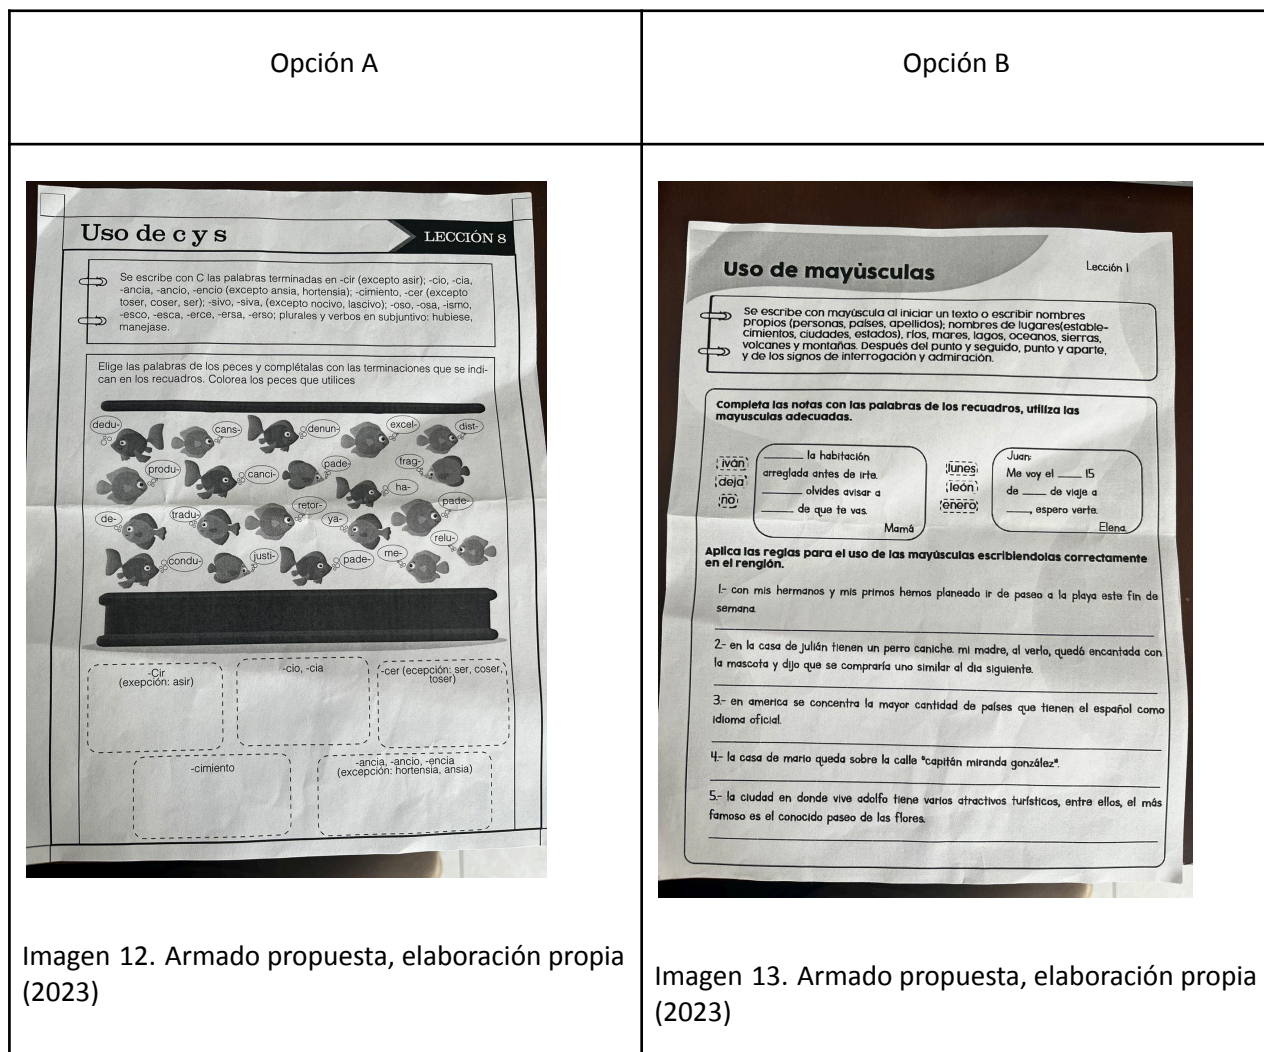 Opción A
Opción B
Uso de c y s
LECCIÓN 8
Se escribe con C las palabras terminadas en -cir (excepto asir); -cio, -cia,
-ancia, -ancio, -encio (excepto ansia, hortensia); -cimiento, -cer (excepto
toser, coser, ser); -sivo, -siva, (excepto nocivo, lascivo); -oso, -osa, -ismo,
-esco, -esca, -erce, -ersa, -erso; plurales y verbos en subjuntivo: hubiese,
manejase.
Elige las palabras de los peces y complétalas con las terminaciones que se indi-
can en los recuadros. Colorea los peces que utilices
dedu-
cans-
denun-
excel-
dist-
produ-
canci-
pade-
frag-
ha-
de-
tradu-
retor-
ya-
pade-
relu-
condu-
justi-
pade-
me-
-Cir
(exepción: asir)
-cio, -cia
-cer (ecepción: ser, coser,
toser)
-cimiento
-ancia, -ancio, -encia
(excepción: hortensia, ansia)
Imagen 12. Armado propuesta, elaboración propia
(2023)
Uso de mayùsculas
Lección 1
Se escribe con mayúscula al iniciar un texto o escribir nombres
propios (personas, países, apellidos); nombres de lugares(estable-
cimientos, ciudades, estados), ríos, mares, lagos, oceanos, sierras,
volcanes y montañas. Después del punto y seguido, punto y aparte,
y de los signos de interrogación y admiración.
Completa las notas con las palabras de los recuadros, utiliza las
mayusculas adecuadas.
iván
deja
no
______ la habitación
arreglada antes de irte.
______ olvides avisar a
______ de que te vas.
Mamá
lunes
león
enero
Juan:
Me voy el ____ 15
de ____ de viaje a
____, espero verte.
Elena
Aplica las reglas para el uso de las mayúsculas escribiendolas correctamente
en el renglón.
1.- con mis hermanos y mis primos hemos planeado ir de paseo a la playa este fin de
semana.
2.- en la casa de julián tienen un perro caniche. mi madre, al verlo, quedó encantada con
la mascota y dijo que se compraría uno similar al día siguiente.
3.- en america se concentra la mayor cantidad de países que tienen el español como
idioma oficial.
4.- la casa de mario queda sobre la calle "capitán miranda gonzález".
5.- la ciudad en donde vive adolfo tiene varios atractivos turísticos, entre ellos, el más
famoso es el conocido paseo de las flores.
Imagen 13. Armado propuesta, elaboración propia
(2023)